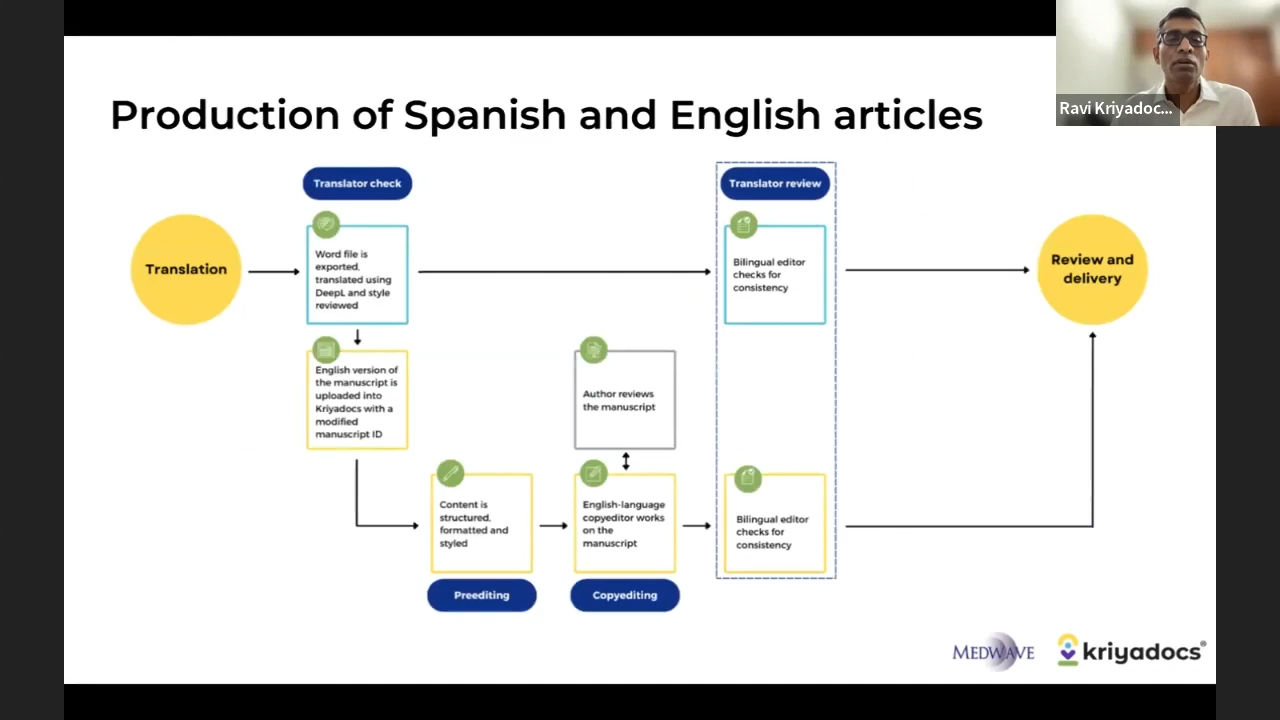 Ravi Kriyadoc...
Production of Spanish and English articles
Translation
Translator check
Word file is
exported,
translated using
DeepL and style
reviewed
English version of
the manuscript is
uploaded into
Kriyadocs with a
modified
manuscript ID
Content is
structured,
formatted and
styled
Preediting
Author reviews
the manuscript
English-language
copyeditor works
on the
manuscript
Copyediting
Translator review
Bilingual editor
checks for
consistency
Bilingual editor
checks for
consistency
Review and
delivery
MEDWAVE
kriyadocs®